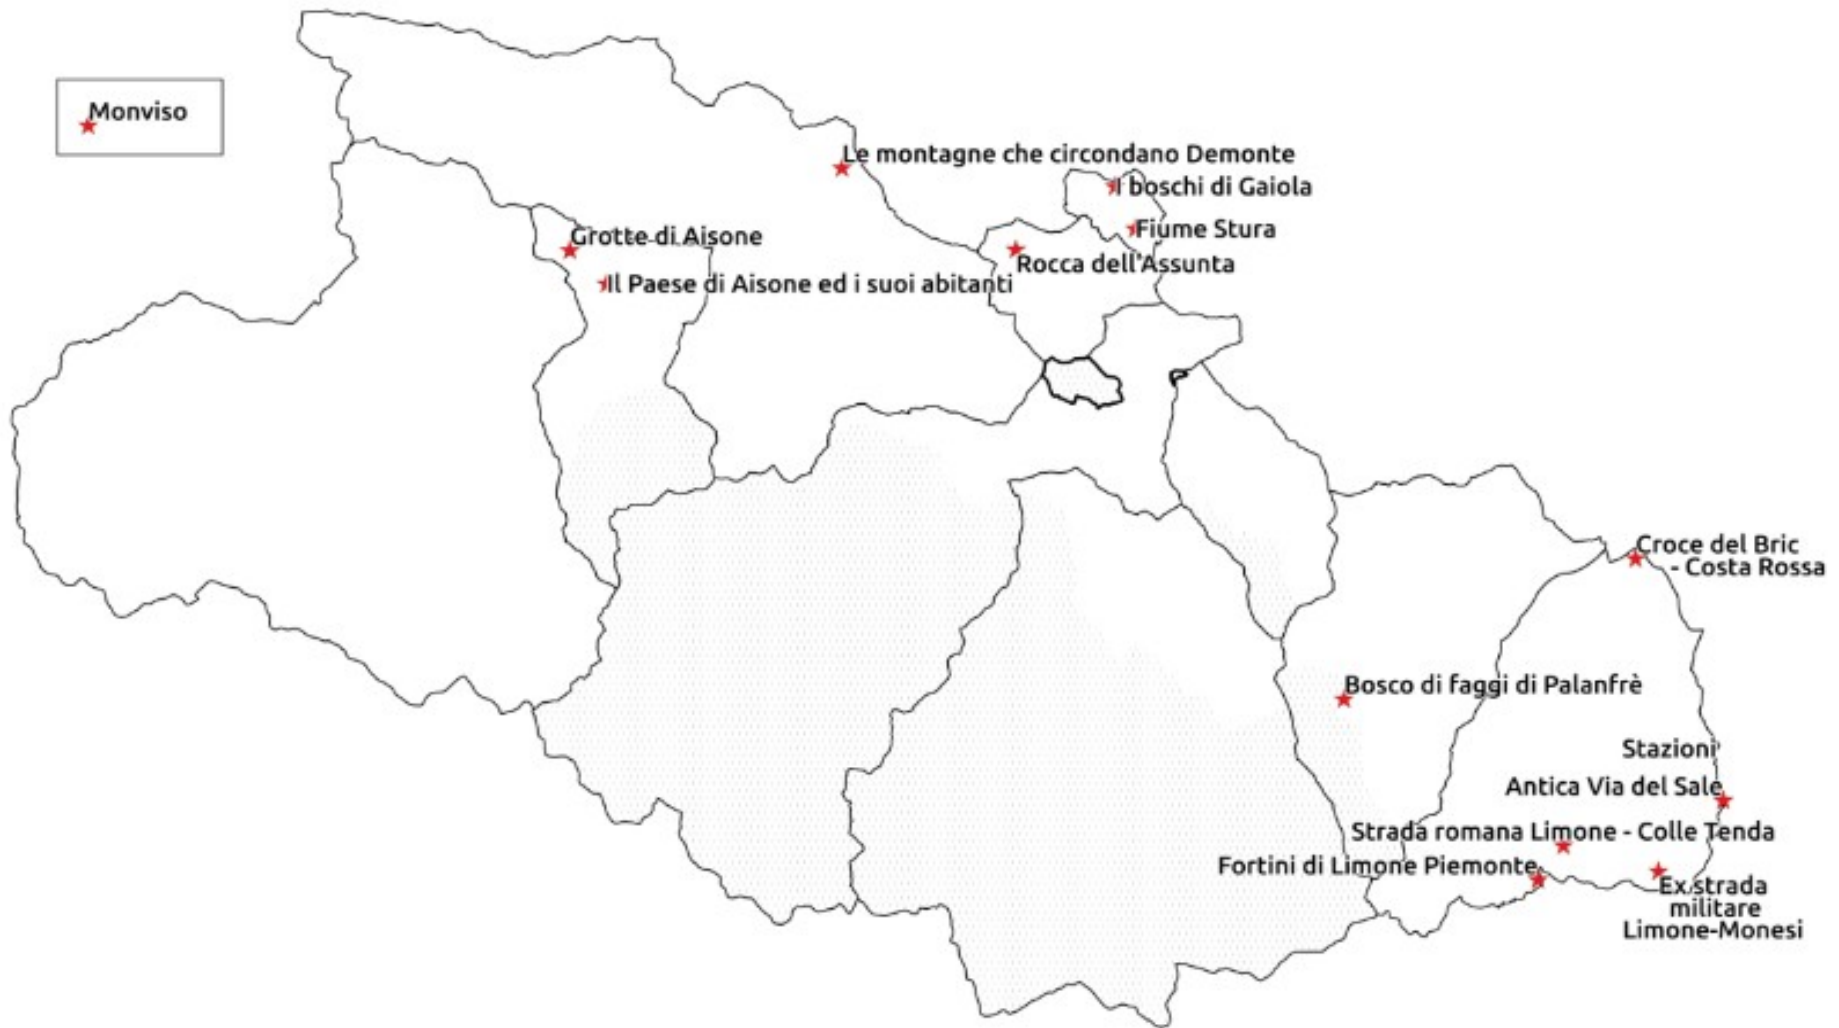 Monviso
Le montagne che circondano Demonte
I boschi di Gaiola
Fiume Stura
Grotte di Aisone
Rocca dell'Assunta
Il Paese di Aisone ed i suoi abitanti
Croce del Bric
- Costa Rossa
Bosco di faggi di Palanfrè
Stazioni
Antica Via del Sale
Strada romana Limone - Colle Tenda
Fortini di Limone Piemonte
Ex strada
militare
Limone-Monesi